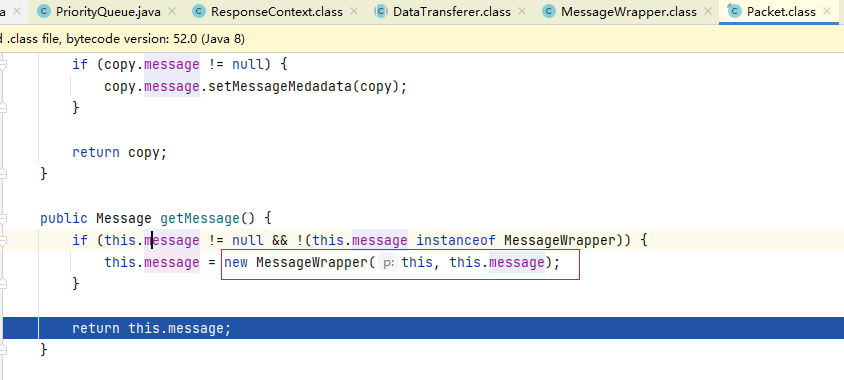 a PriorityQueue.java ResponseContext.class DataTransferer.class MessageWrapper.class Packet.class
d .class file, bytecode version: 52.0 (Java 8)
if (copy.message != null) {
copy.message.setMessageMedadata(copy);
}
return copy;
}
public Message getMessage() {
if (this.message != null && !(this.message instanceof MessageWrapper)) {
this.message = new MessageWrapper( p: this, this.message);
}
return this.message;
}